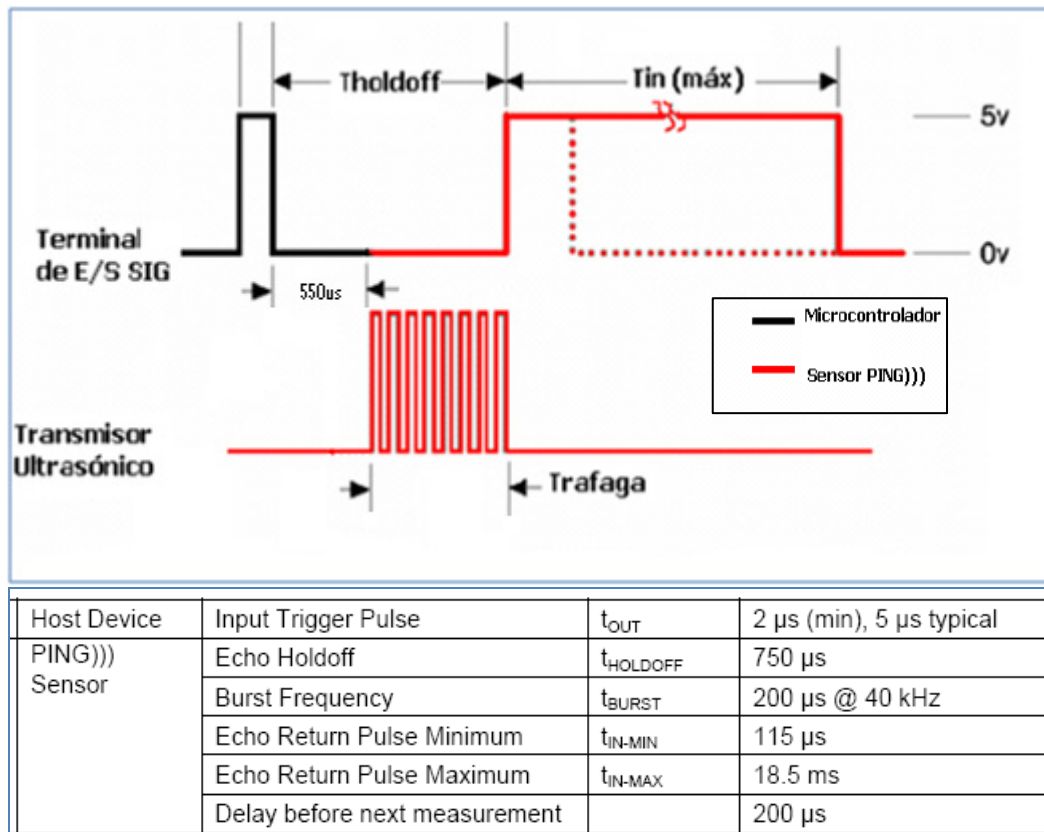 Tholdoff
Tin (máx)
5v
Terminal
de E/S SIG
0v
550us
Microcontrolador
Sensor PING)))
Transmisor
Ultrasónico
Trafaga
Host Device Input Trigger Pulse tOUT 2 µs (min), 5 µs typical
PING))) Echo Holdoff tHOLDOFF 750 µs
Sensor Burst Frequency tBURST 200 µs @ 40 kHz
Echo Return Pulse Minimum tIN-MIN 115 µs
Echo Return Pulse Maximum tIN-MAX 18.5 ms
Delay before next measurement 200 µs